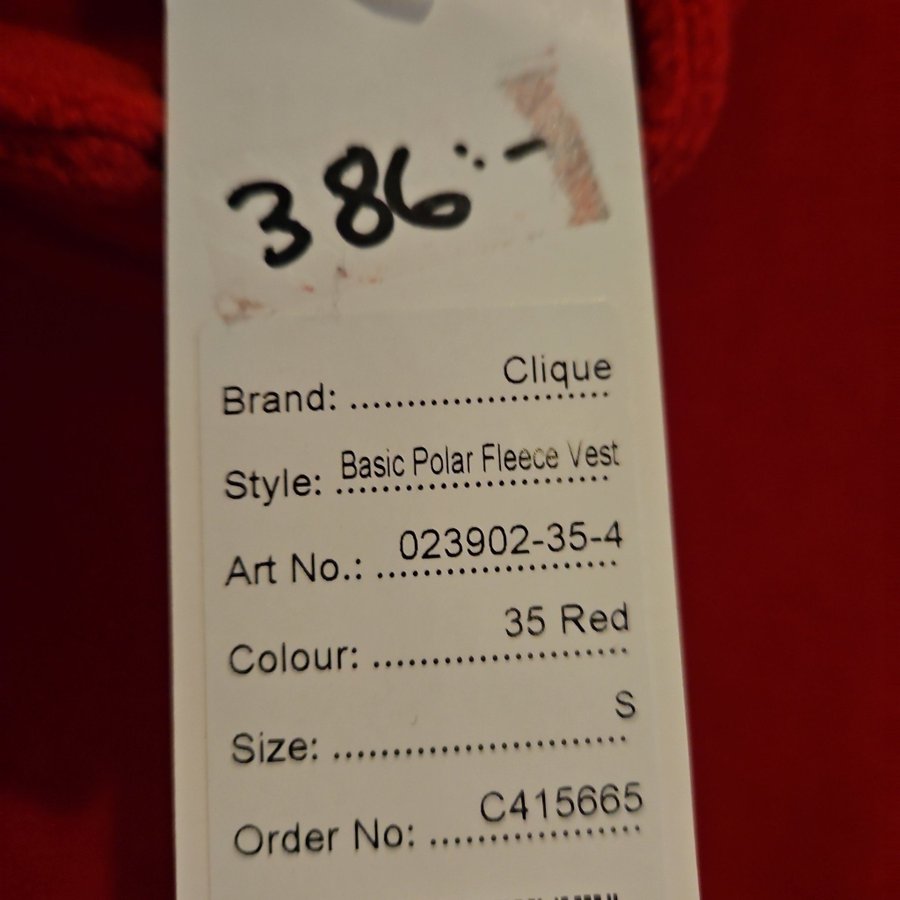 386:-
Brand: ........................ Clique
Style: ........................ Basic Polar Fleece Vest
Art No.: ..................... 023902-35-4
Colour: ...................... 35 Red
Size: .......................... S
Order No: .................. C415665